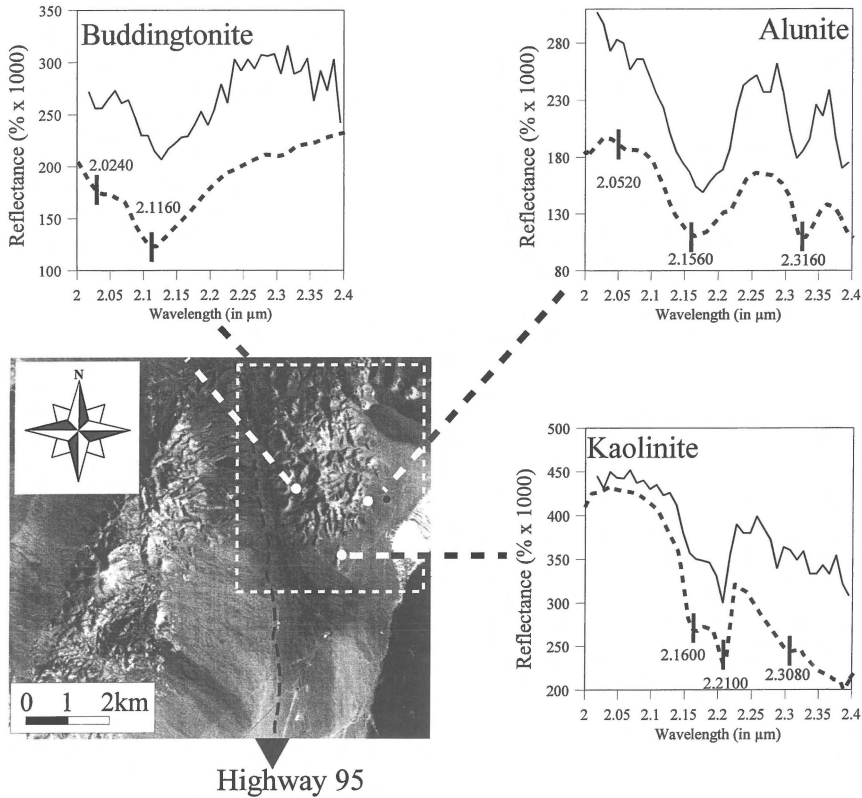 Buddingtonite
Reflectance (% x 1000)
350
300
250
200
150
100
2.0240
2.1160
2 2.05 2.1 2.15 2.2 2.25 2.3 2.35 2.4
Wavelength (in µm)
Alunite
Reflectance (% x 1000)
280
230
180
130
80
2.0520
2.1560
2.3160
2 2.05 2.1 2.15 2.2 2.25 2.3 2.35 2.4
Wavelength (in µm)
N
0 1 2km
Highway 95
Kaolinite
Reflectance (% x 1000)
500
450
400
350
300
250
200
2.1600
2.2100
2.3080
2 2.05 2.1 2.15 2.2 2.25 2.3 2.35 2.4
Wavelength (in µm)